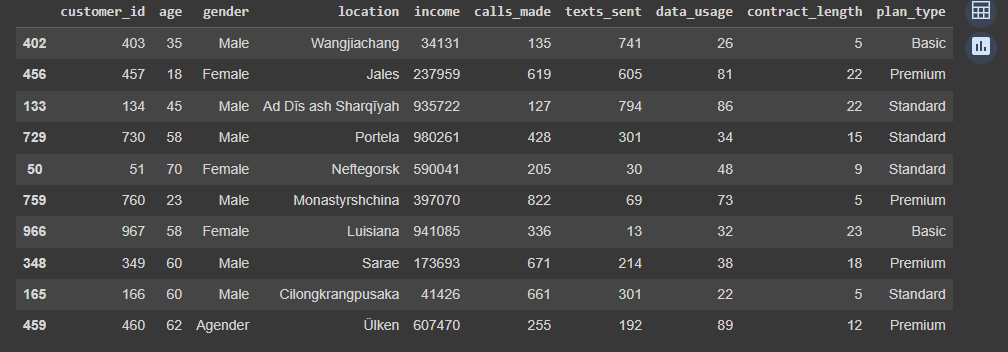 customer_id age gender location income calls_made texts_sent data_usage contract_length plan_type
402 403 35 Male Wangjiachang 34131 135 741 26 5 Basic
456 457 18 Female Jales 237959 619 605 81 22 Premium
133 134 45 Male Ad Dīs ash Sharqīyah 935722 127 794 86 22 Standard
729 730 58 Male Portela 980261 428 301 34 15 Standard
50 51 70 Female Neftegorsk 590041 205 30 48 9 Standard
759 760 23 Male Monastyrshchina 397070 822 69 73 5 Premium
966 967 58 Female Luisiana 941085 336 13 32 23 Basic
348 349 60 Male Sarae 173693 671 214 38 18 Premium
165 166 60 Male Cilongkrangpusaka 41426 661 301 22 5 Standard
459 460 62 Agender Ülken 607470 255 192 89 12 Premium